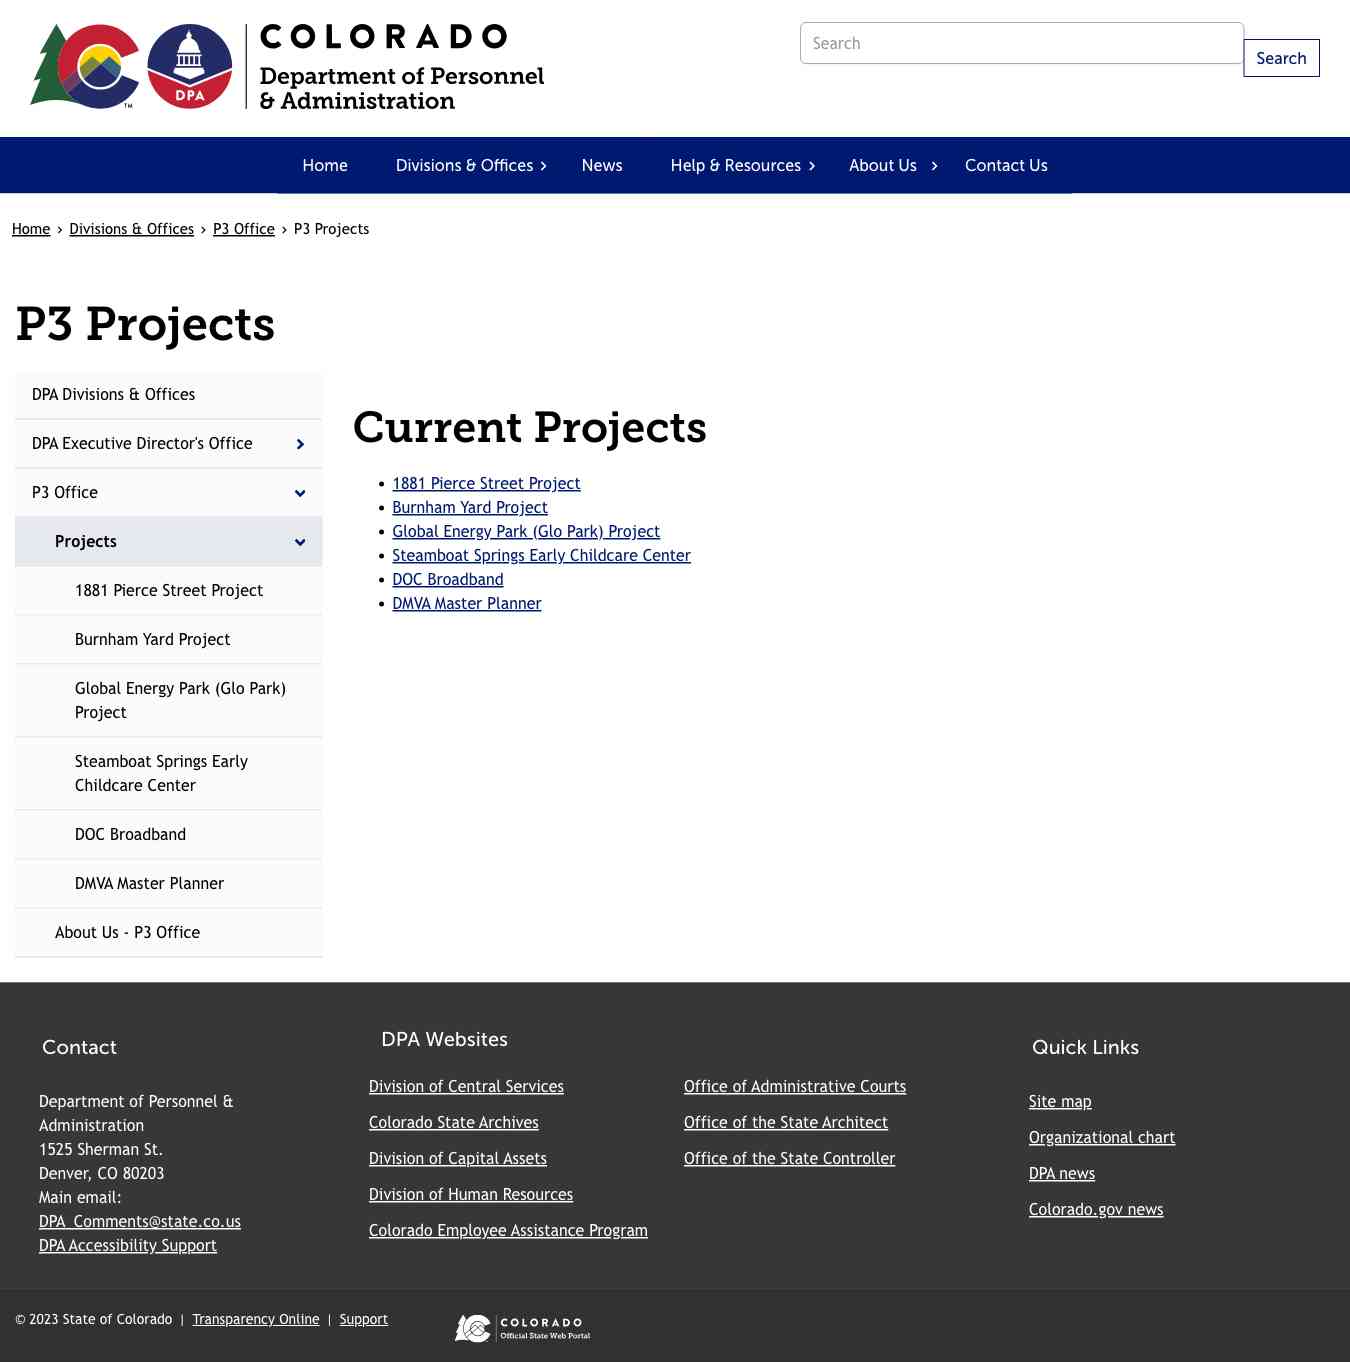 COLORADO
Department of Personnel
& Administration
DPA
TM
Search
Search
Home
Divisions & Offices
News
Help & Resources
About Us
Contact Us
Home › Divisions & Offices › P3 Office › P3 Projects
P3 Projects
DPA Divisions & Offices
DPA Executive Director's Office
P3 Office
Projects
1881 Pierce Street Project
Burnham Yard Project
Global Energy Park (Glo Park)
Project
Steamboat Springs Early
Childcare Center
DOC Broadband
DMVA Master Planner
About Us - P3 Office
Current Projects
• 1881 Pierce Street Project
• Burnham Yard Project
• Global Energy Park (Glo Park) Project
• Steamboat Springs Early Childcare Center
• DOC Broadband
• DMVA Master Planner
Contact
Department of Personnel &
Administration
1525 Sherman St.
Denver, CO 80203
Main email:
DPA_Comments@state.co.us
DPA Accessibility Support
DPA Websites
Division of Central Services
Colorado State Archives
Division of Capital Assets
Division of Human Resources
Colorado Employee Assistance Program
Office of Administrative Courts
Office of the State Architect
Office of the State Controller
Quick Links
Site map
Organizational chart
DPA news
Colorado.gov news
© 2023 State of Colorado | Transparency Online | Support
COLORADO
Official State Web Portal